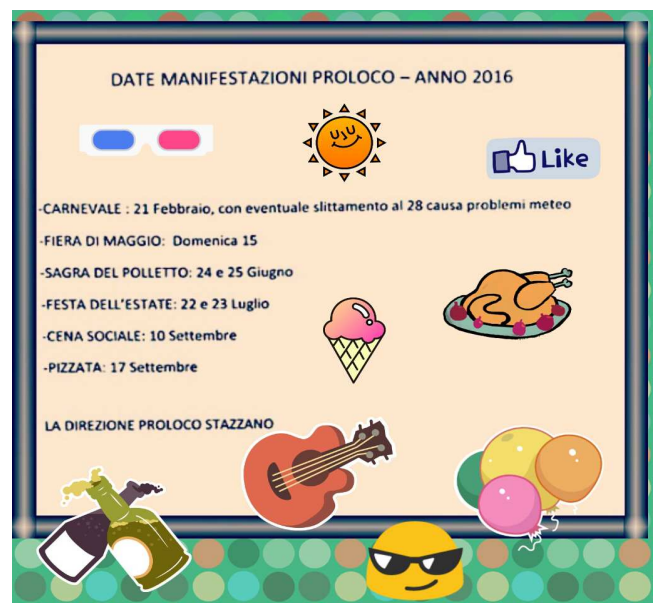 DATE MANIFESTAZIONI PROLOCO – ANNO 2016
Like
-CARNEVALE : 21 Febbraio, con eventuale slittamento al 28 causa problemi meteo
-FIERA DI MAGGIO: Domenica 15
-SAGRA DEL POLLETTO: 24 e 25 Giugno
-FESTA DELL'ESTATE: 22 e 23 Luglio
-CENA SOCIALE: 10 Settembre
-PIZZATA: 17 Settembre
LA DIREZIONE PROLOCO STAZZANO